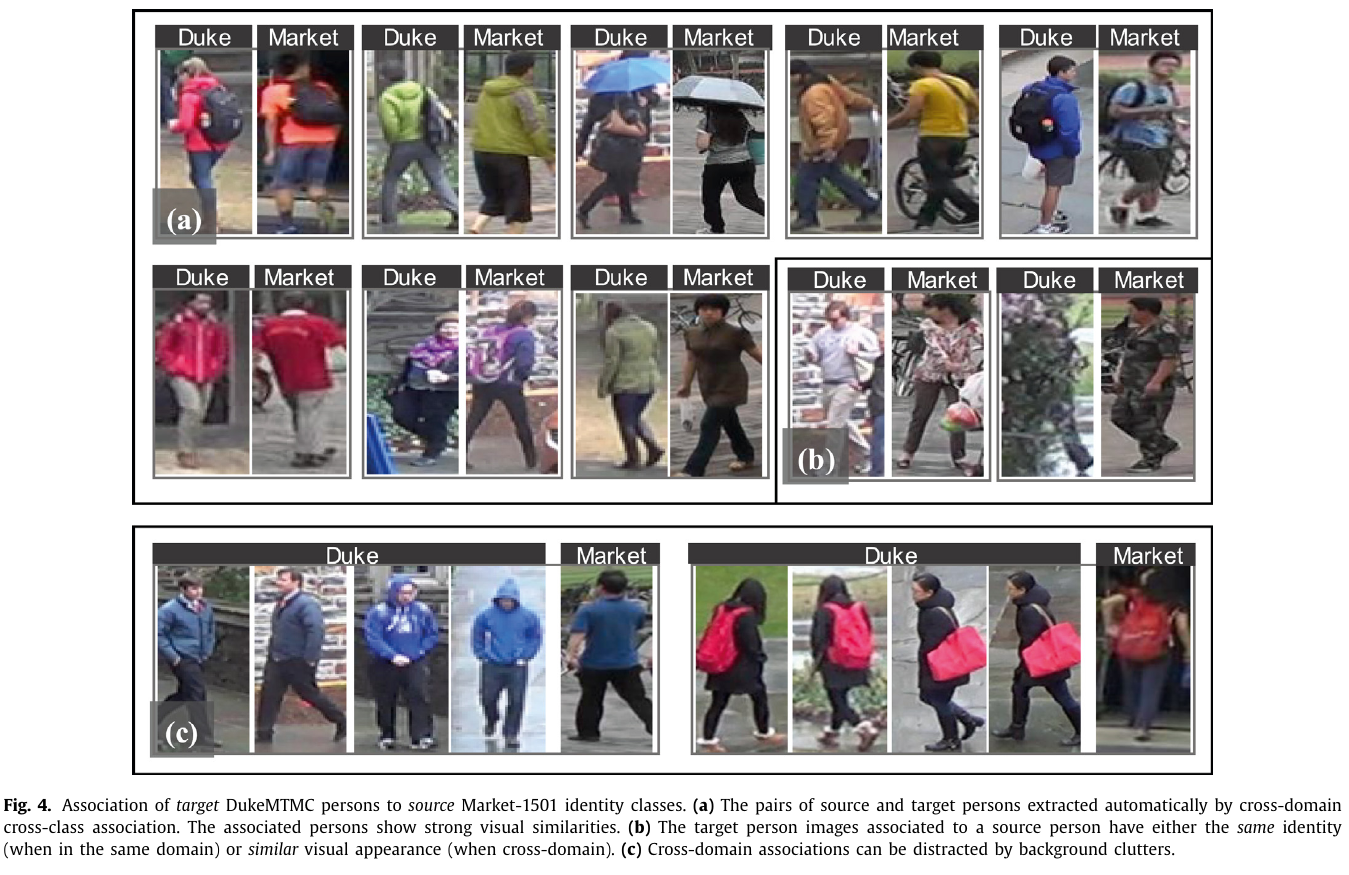 Duke Market Duke Market Duke Market Duke Market Duke Market
(a)
Duke Market Duke Market Duke Market Duke Market Duke Market
(b)
Duke Market Duke Market
(c)
Fig. 4. Association of target DukeMTMC persons to source Market-1501 identity classes. (a) The pairs of source and target persons extracted automatically by cross-domain
cross-class association. The associated persons show strong visual similarities. (b) The target person images associated to a source person have either the same identity
(when in the same domain) or similar visual appearance (when cross-domain). (c) Cross-domain associations can be distracted by background clutters.